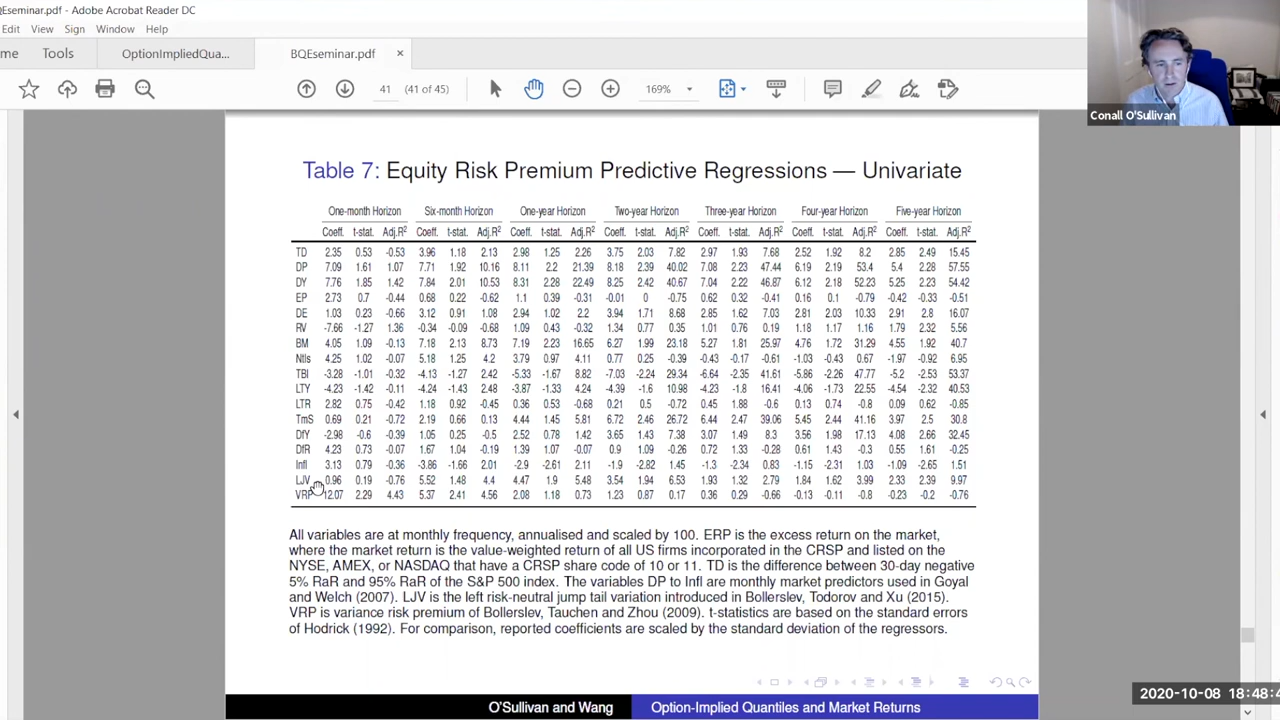 QEseminar.pdf - Adobe Acrobat Reader DC
Edit View Sign Window Help
me Tools OptionImpliedQua... BQEseminar.pdf ×
41 (41 of 45) 169%
Conall O'Sullivan
Table 7: Equity Risk Premium Predictive Regressions — Univariate
One-month Horizon Six-month Horizon One-year Horizon Two-year Horizon Three-year Horizon Four-year Horizon Five-year Horizon
Coeff. t-stat. Adj.R² Coeff. t-stat. Adj.R² Coeff. t-stat. Adj.R² Coeff. t-stat. Adj.R² Coeff. t-stat. Adj.R² Coeff. t-stat. Adj.R² Coeff. t-stat. Adj.R²
TD 2.35 0.53 -0.53 3.96 1.18 2.13 2.98 1.25 2.26 3.75 2.03 7.82 2.97 1.93 7.68 2.52 1.92 8.2 2.85 2.49 15.45
DP 7.09 1.61 1.07 7.71 1.92 10.16 8.11 2.2 21.39 8.18 2.39 40.02 7.08 2.23 47.44 6.19 2.19 53.4 5.4 2.28 57.55
DY 7.76 1.85 1.42 7.84 2.01 10.53 8.31 2.28 22.49 8.25 2.42 40.67 7.04 2.22 46.87 6.12 2.18 52.23 5.25 2.23 54.42
EP 2.73 0.7 -0.44 0.68 0.22 -0.62 1.1 0.39 -0.31 -0.01 0 -0.75 0.62 0.32 -0.41 0.16 0.1 -0.79 -0.42 -0.33 -0.51
DE 1.03 0.23 -0.66 3.12 0.91 1.08 2.94 1.02 2.2 3.94 1.71 8.68 2.85 1.62 7.03 2.81 2.03 10.33 2.91 2.8 16.07
RV -7.66 -1.27 1.36 -0.34 -0.09 -0.68 1.09 0.43 -0.32 1.34 0.77 0.35 1.01 0.76 0.19 1.18 1.17 1.16 1.79 2.32 5.56
BM 4.05 1.09 -0.13 7.18 2.13 8.73 7.19 2.23 16.65 6.27 1.99 23.18 5.27 1.81 25.97 4.76 1.72 31.29 4.55 1.92 40.7
Ntis 4.25 1.02 -0.07 5.18 1.25 4.2 3.79 0.97 4.11 0.77 0.25 -0.39 -0.43 -0.17 -0.61 -1.03 -0.43 0.67 -1.97 -0.92 6.95
TBl -3.28 -1.01 -0.32 -4.13 -1.27 2.42 -5.33 -1.67 8.82 -7.03 -2.24 29.34 -6.64 -2.35 41.61 -5.86 -2.26 47.77 -5.2 -2.53 53.37
LTY -4.23 -1.42 -0.11 -4.24 -1.43 2.48 -3.87 -1.33 4.24 -4.39 -1.6 10.98 -4.23 -1.8 16.41 -4.06 -1.73 22.55 -4.54 -2.32 40.53
LTR 2.82 0.75 -0.42 1.18 0.92 -0.45 0.36 0.53 -0.68 0.21 0.5 -0.72 0.45 1.88 -0.6 0.13 0.74 -0.8 0.09 0.62 -0.85
TmS 0.69 0.21 -0.72 2.19 0.66 0.13 4.44 1.45 5.81 6.72 2.46 26.72 6.44 2.47 39.06 5.45 2.44 41.16 3.97 2.5 30.8
DfY -2.98 -0.6 -0.39 1.05 0.25 -0.5 2.52 0.78 1.42 3.65 1.43 7.38 3.07 1.49 8.3 3.56 1.98 17.13 4.08 2.66 32.45
DfR 4.23 0.73 -0.07 1.67 1.04 -0.19 1.39 1.07 -0.07 0.9 1.09 -0.26 0.72 1.33 -0.28 0.61 1.43 -0.3 0.55 1.61 -0.25
Infl 3.13 0.79 -0.36 -3.86 -1.66 2.01 -2.9 -2.61 2.11 -1.9 -2.82 1.45 -1.3 -2.34 0.83 -1.15 -2.31 1.03 -1.09 -2.65 1.51
LJV 0.96 0.19 -0.76 5.52 1.48 4.4 4.47 1.9 5.48 3.54 1.94 6.53 1.93 1.32 2.79 1.84 1.62 3.99 2.33 2.39 9.97
VRP 12.07 2.29 4.43 5.37 2.41 4.56 2.08 1.18 0.73 1.23 0.87 0.17 0.36 0.29 -0.66 -0.13 -0.11 -0.8 -0.23 -0.2 -0.76
All variables are at monthly frequency, annualised and scaled by 100. ERP is the excess return on the market,
where the market return is the value-weighted return of all US firms incorporated in the CRSP and listed on the
NYSE, AMEX, or NASDAQ that have a CRSP share code of 10 or 11. TD is the difference between 30-day negative
5% RaR and 95% RaR of the S&P 500 index. The variables DP to Infl are monthly market predictors used in Goyal
and Welch (2007). LJV is the left risk-neutral jump tail variation introduced in Bollerslev, Todorov and Xu (2015).
VRP is variance risk premium of Bollerslev, Tauchen and Zhou (2009). t-statistics are based on the standard errors
of Hodrick (1992). For comparison, reported coefficients are scaled by the standard deviation of the regressors.
O'Sullivan and Wang Option-Implied Quantiles and Market Returns
2020-10-08 18:48:4